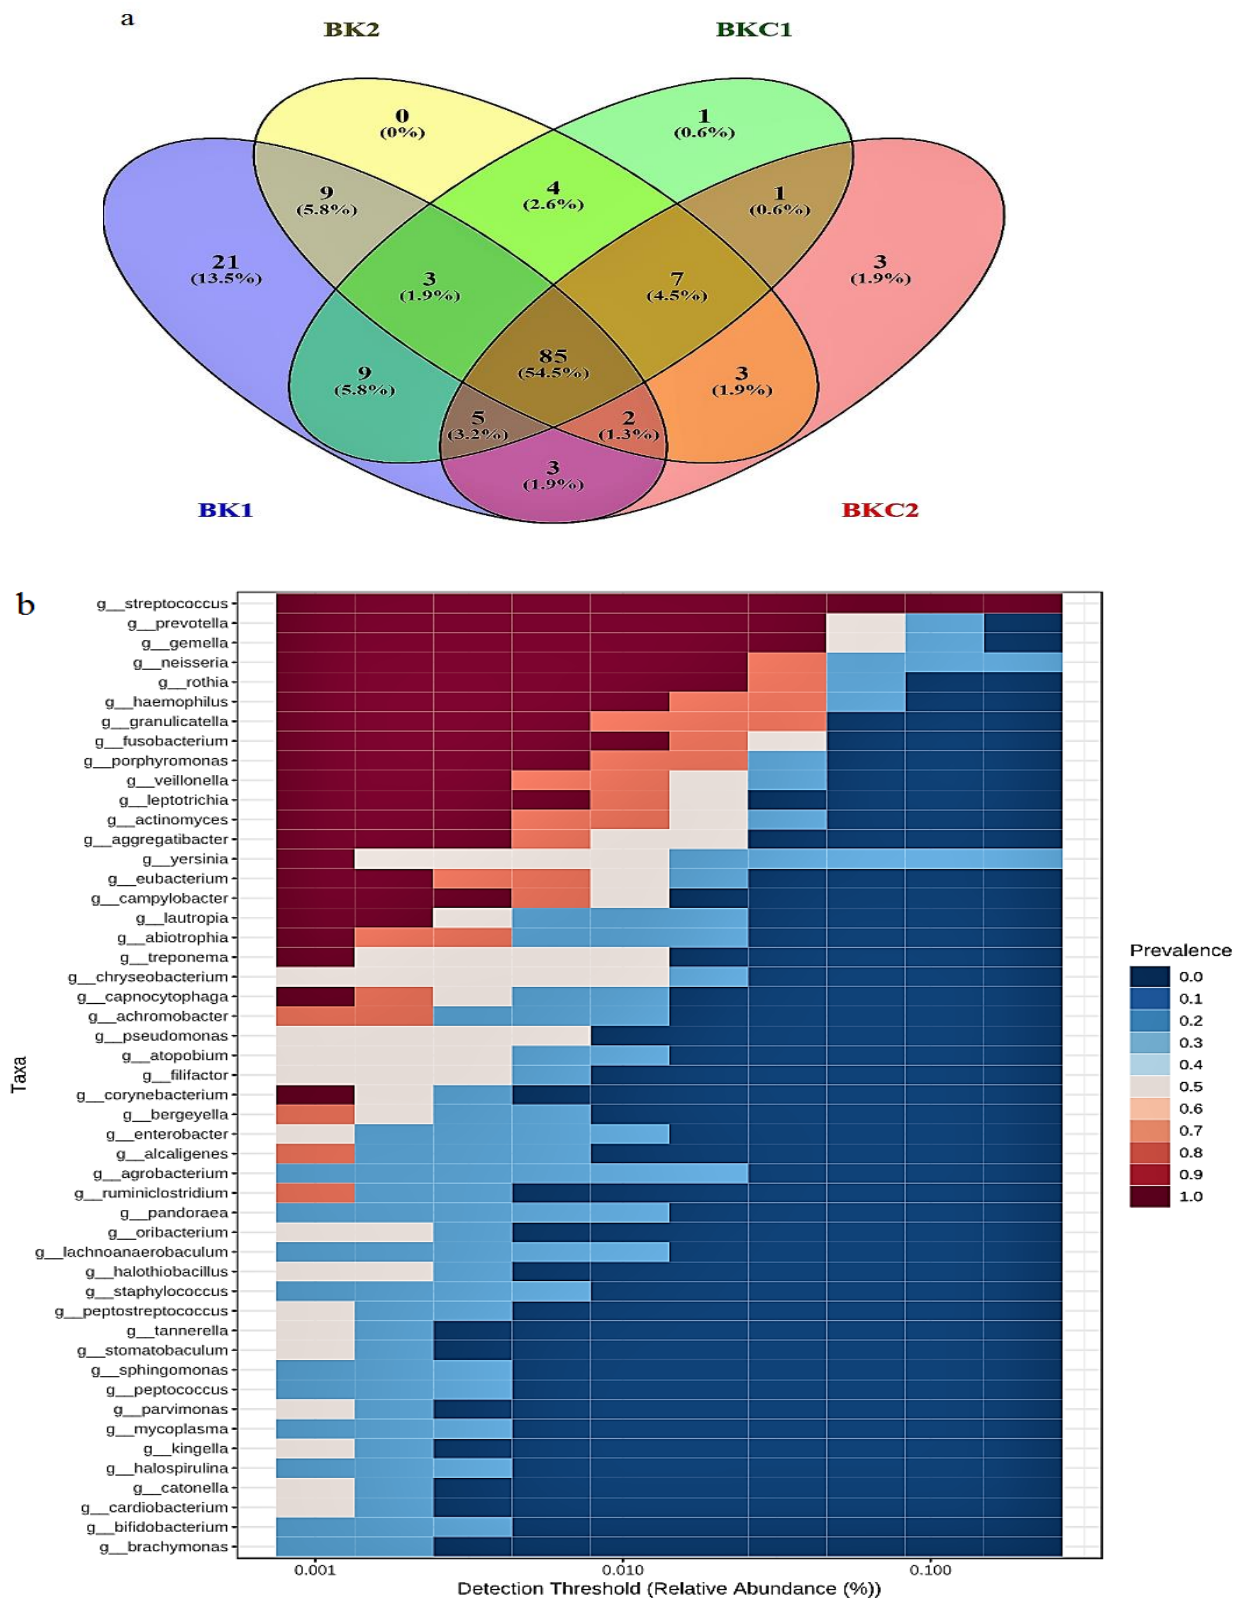 a
BK2
BKC1
0
(0%)
1
(0.6%)
9
(5.8%)
4
(2.6%)
1
(0.6%)
21
(13.5%)
3
(1.9%)
7
(4.5%)
3
(1.9%)
9
(5.8%)
85
(54.5%)
3
(1.9%)
5
(3.2%)
2
(1.3%)
3
(1.9%)
BK1
BKC2
b
g__streptococcus
g__prevotella
g__gemella
g__neisseria
g__rothia
g__haemophilus
g__granulicatella
g__fusobacterium
g__porphyromonas
g__veillonella
g__leptotrichia
g__actinomyces
g__aggregatibacter
g__yersinia
g__eubacterium
g__campylobacter
g__lautropia
g__abiotrophia
g__treponema
g__chryseobacterium
g__capnocytophaga
g__achromobacter
g__pseudomonas
g__atopobium
g__filifactor
g__corynebacterium
g__bergeyella
g__enterobacter
g__alcaligenes
g__agrobacterium
g__ruminiclostridium
g__pandoraea
g__oribacterium
g__lachnoanaerobaculum
g__halothiobacillus
g__staphylococcus
g__peptostreptococcus
g__tannerella
g__stomatobaculum
g__sphingomonas
g__peptococcus
g__parvimonas
g__mycoplasma
g__kingella
g__halospirulina
g__catonella
g__cardiobacterium
g__bifidobacterium
g__brachymonas
Taxa
0.001
0.010
0.100
Detection Threshold (Relative Abundance (%))
Prevalence
0.0
0.1
0.2
0.3
0.4
0.5
0.6
0.7
0.8
0.9
1.0